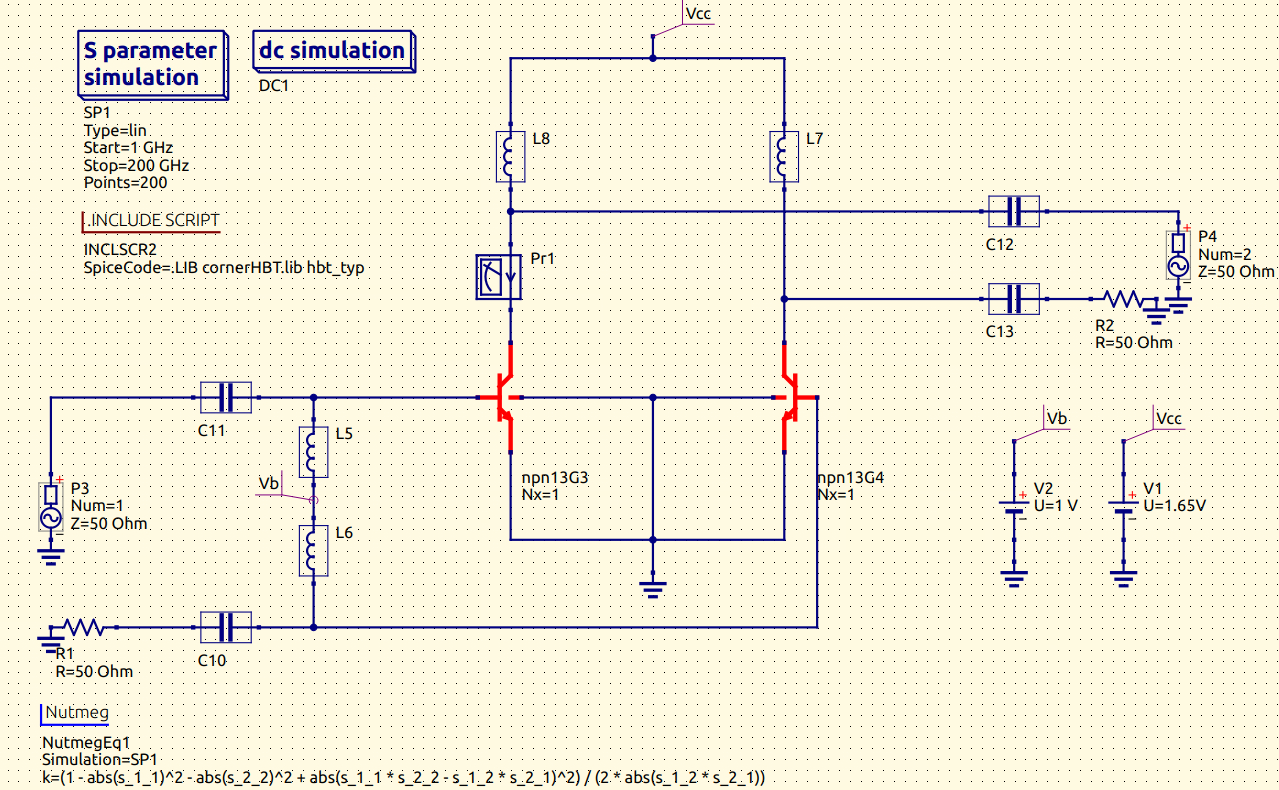 Vcc
S parameter
simulation
dc simulation
DC1
SP1
Type=lin
Start=1 GHz
Stop=200 GHz
Points=200
.INCLUDE SCRIPT
INCLSCR2
SpiceCode=.LIB cornerHBT.lib hbt_typ
L8
L7
Pr1
C12
P4
Num=2
Z=50 Ohm
C13
R2
R=50 Ohm
C11
L5
Vb
P3
Num=1
Z=50 Ohm
L6
npn13G3
Nx=1
npn13G4
Nx=1
Vb
Vcc
V2
U=1 V
V1
U=1.65V
R1
R=50 Ohm
C10
Nutmeg
NutmegEq1
Simulation=SP1
k=(1 - abs(s_1_1)^2 - abs(s_2_2)^2 + abs(s_1_1 * s_2_2 - s_1_2 * s_2_1)^2) / (2 * abs(s_1_2 * s_2_1))